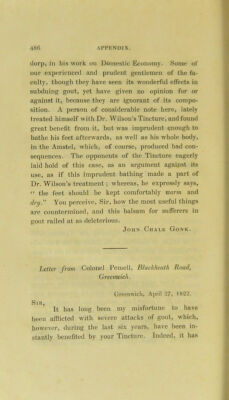 486 APPENDIX.
dorp, in his work on Domestic Economy. Some of
our experienced and prudent gentlemen of the fa-
culty, though they have seen its wonderful effects in
subduing gout, yet have given no opinion for or
against it, because they are ignorant of its compo-
sition. A person of considerable note here, lately
treated himself with Dr. Wilson's Tincture, and found
great benefit from it, but was imprudent enough to
bathe his feet afterwards, as well as his whole body,
in the Amstel, which, of course, produced bad con-
sequences. The opponents of the Tincture eagerly
laid hold of this case, as an argument against its
use, as if this imprudent bathing made a part of
Dr. Wilson's treatment; whereas, he expressly says,
" the feet should be kept comfortably warm and
dry." You perceive, Sir, how the most useful things
are countermined, and this balsam for sufferers in
gout railed at as deleterious.
John Chalk Gonk.
Letter from Colonel Pennell, Blackheath Road,
Greenwich.
Greenwich, April 27, 1822.
Sir,
It has long been my misfortune to have
been afflicted with severe attacks of gout, which,
however, during the last six years, have been in-
stantly benefited by your Tincture. Indeed, it has